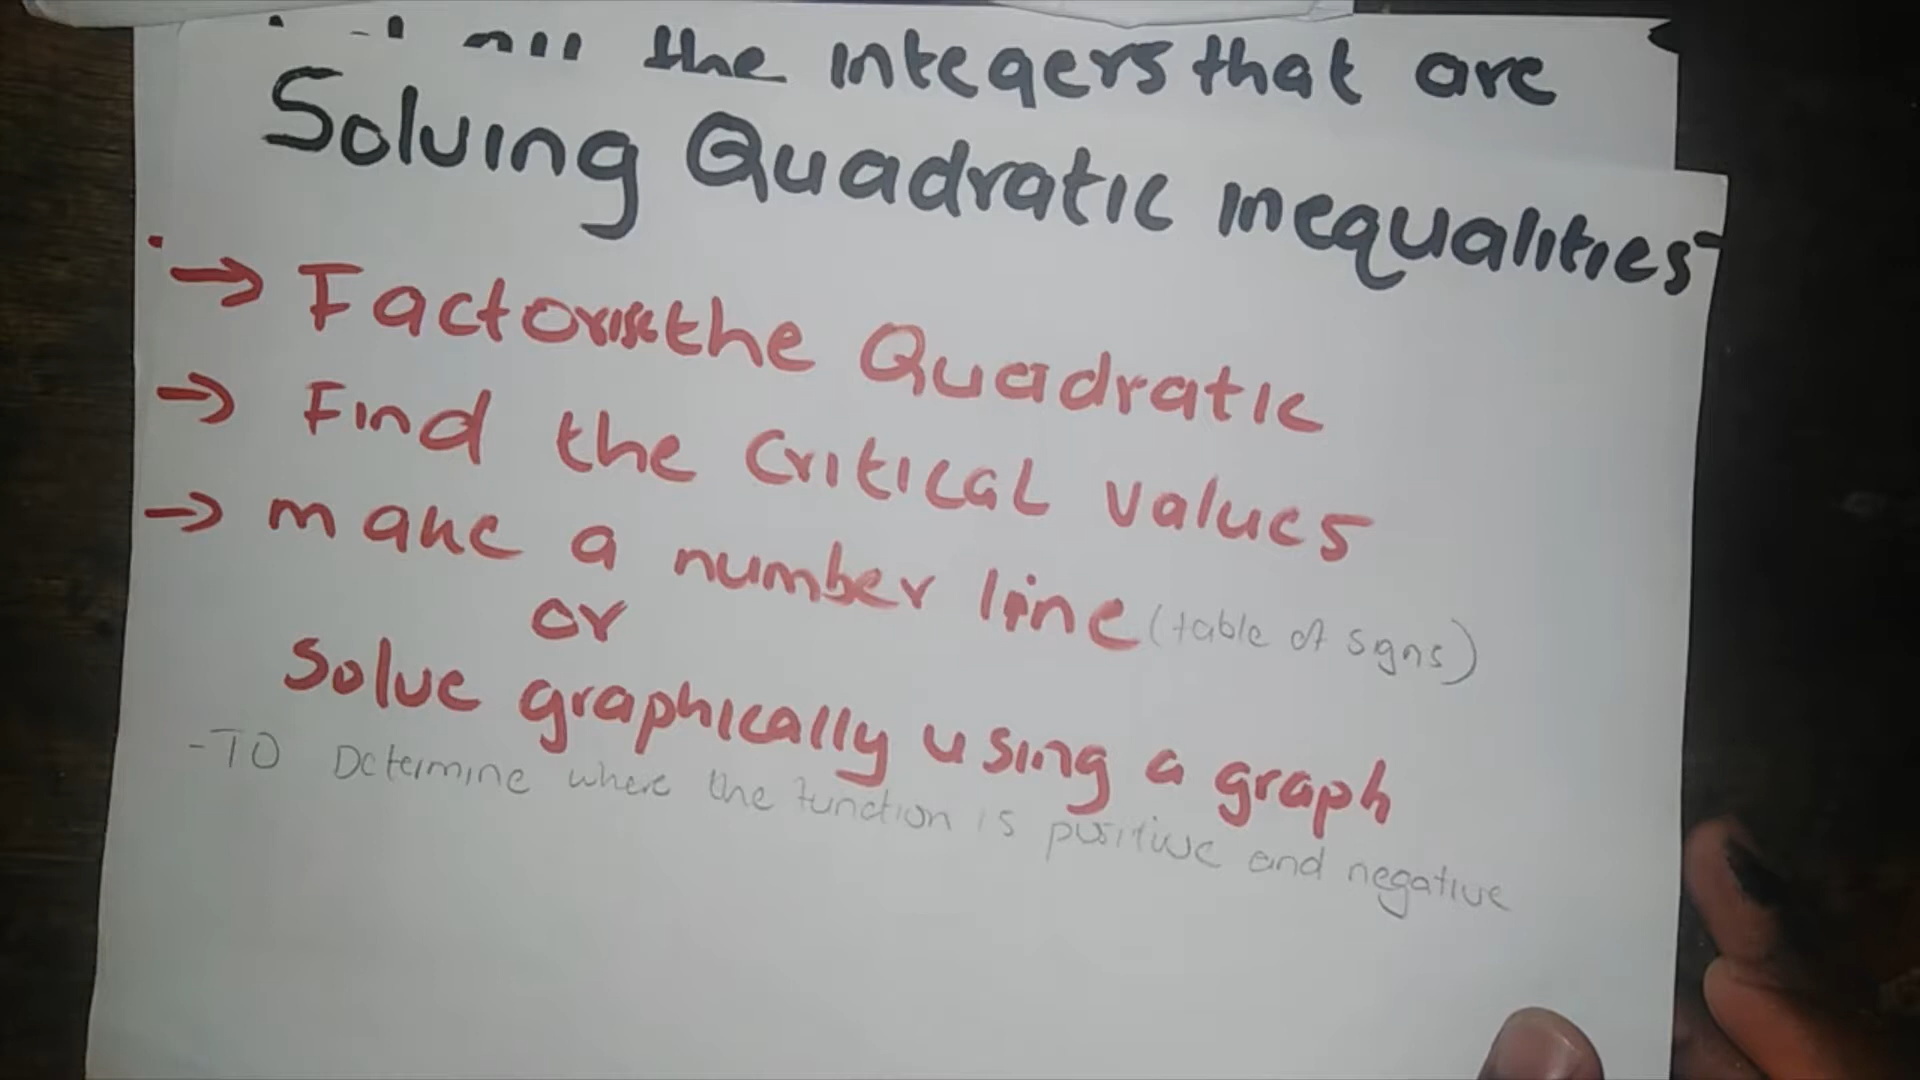 the integers that are
Solving Quadratic inequalities
→ Factorise the Quadratic
→ Find the critical values
→ make a number line (table of signs)
or
Solve graphically using a graph
- TO Determine where the function is positive and negative